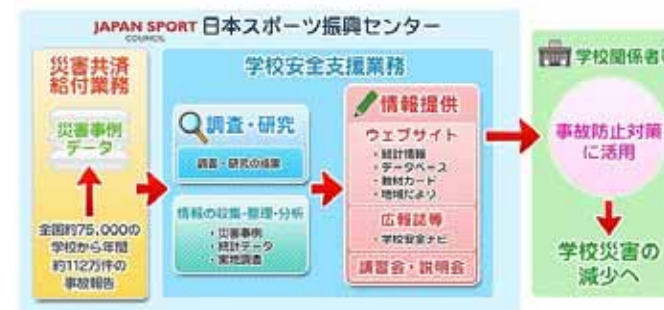 JAPAN SPORT COUNCIL 日本スポーツ振興センター
災害共済
給付業務
災害事例
データ
全国約75,000の
学校から年間
約112万件の
事故報告
学校安全支援業務
調査・研究
調査・研究の成果
情報の収集・整理・分析
・災害事例
・統計データ
・実地調査
情報提供
ウェブサイト
・統計情報
・データベース
・教材カード
・地域だより
広報誌等
・学校安全ナビ
講習会・説明会
学校関係者
事故防止対策
に活用
学校災害の
減少へ